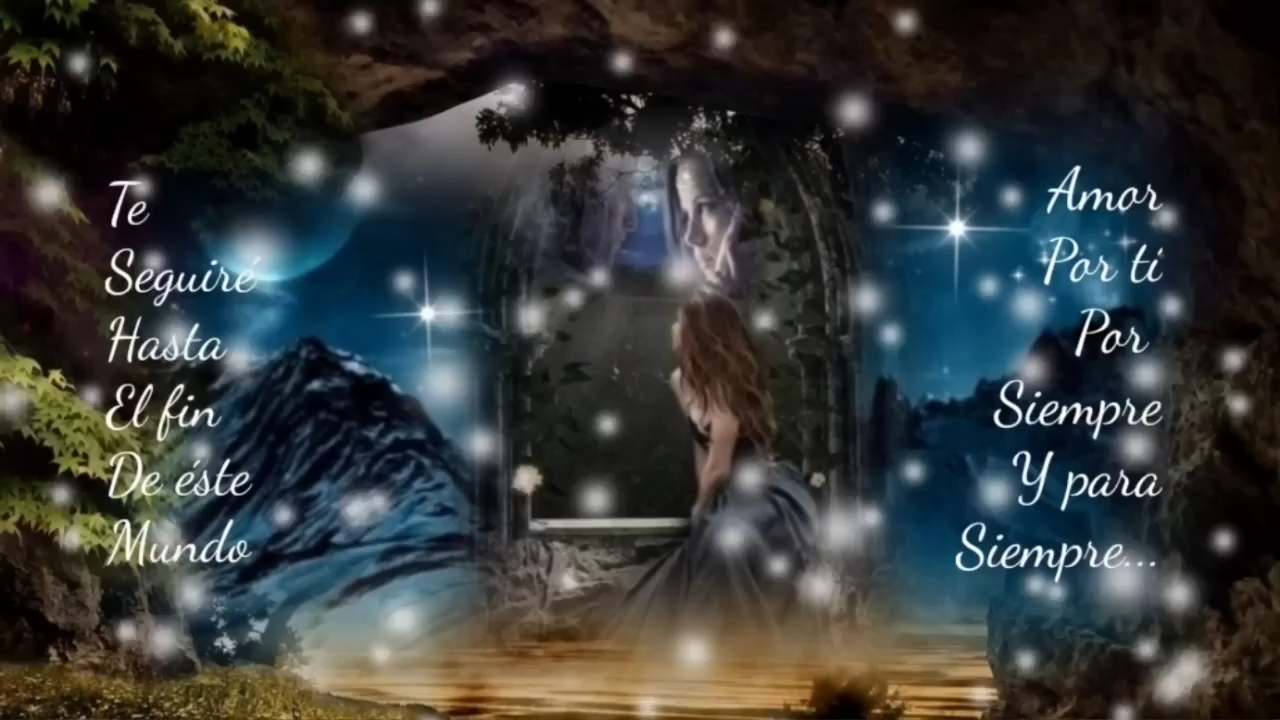 Te
Seguiré
Hasta
El fin
De éste
Mundo
Amor
Por ti
Por
Siempre
Y para
Siempre...